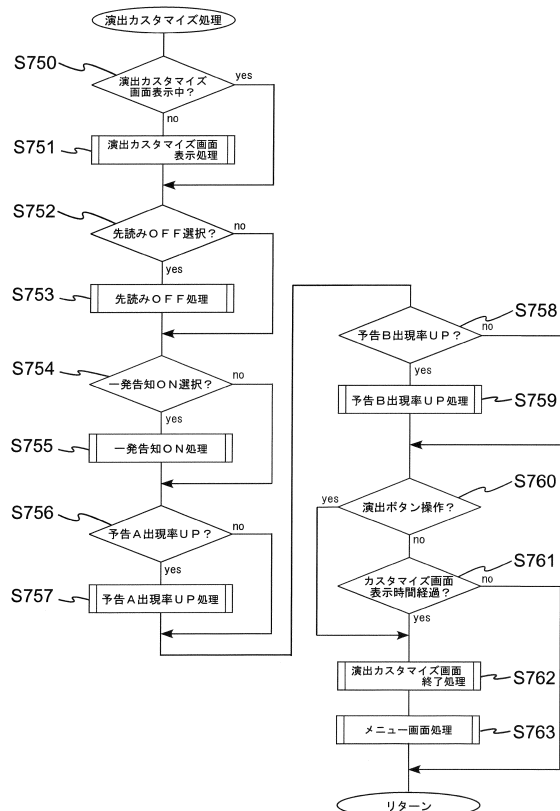 演出カスタマイズ処理
S750
演出カスタマイズ
画面表示中？
yes
no
S751
演出カスタマイズ画面
表示処理
S752
先読みＯＦＦ選択？
no
yes
S753
先読みＯＦＦ処理
S754
一発告知ＯＮ選択？
no
yes
S755
一発告知ＯＮ処理
S756
予告Ａ出現率ＵＰ？
no
yes
S757
予告Ａ出現率ＵＰ処理
S758
予告Ｂ出現率ＵＰ？
no
yes
S759
予告Ｂ出現率ＵＰ処理
S760
yes
演出ボタン操作？
no
S761
カスタマイズ画面
表示時間経過？
no
yes
演出カスタマイズ画面
終了処理
S762
メニュー画面処理
S763
リターン